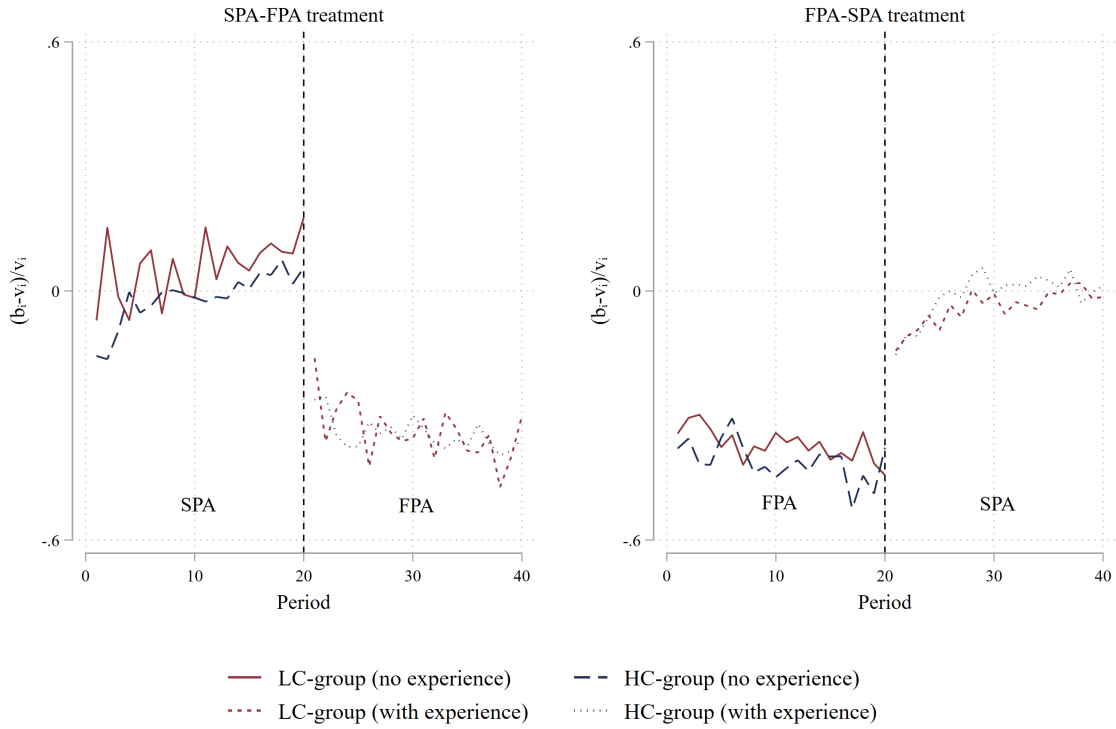 SPA-FPA treatment
.6
0
-.6
(bᵢ-vᵢ)/vᵢ
SPA
FPA
0 10 20 30 40
Period
FPA-SPA treatment
.6
0
-.6
(bᵢ-vᵢ)/vᵢ
FPA
SPA
0 10 20 30 40
Period
LC-group (no experience)
HC-group (no experience)
LC-group (with experience)
HC-group (with experience)